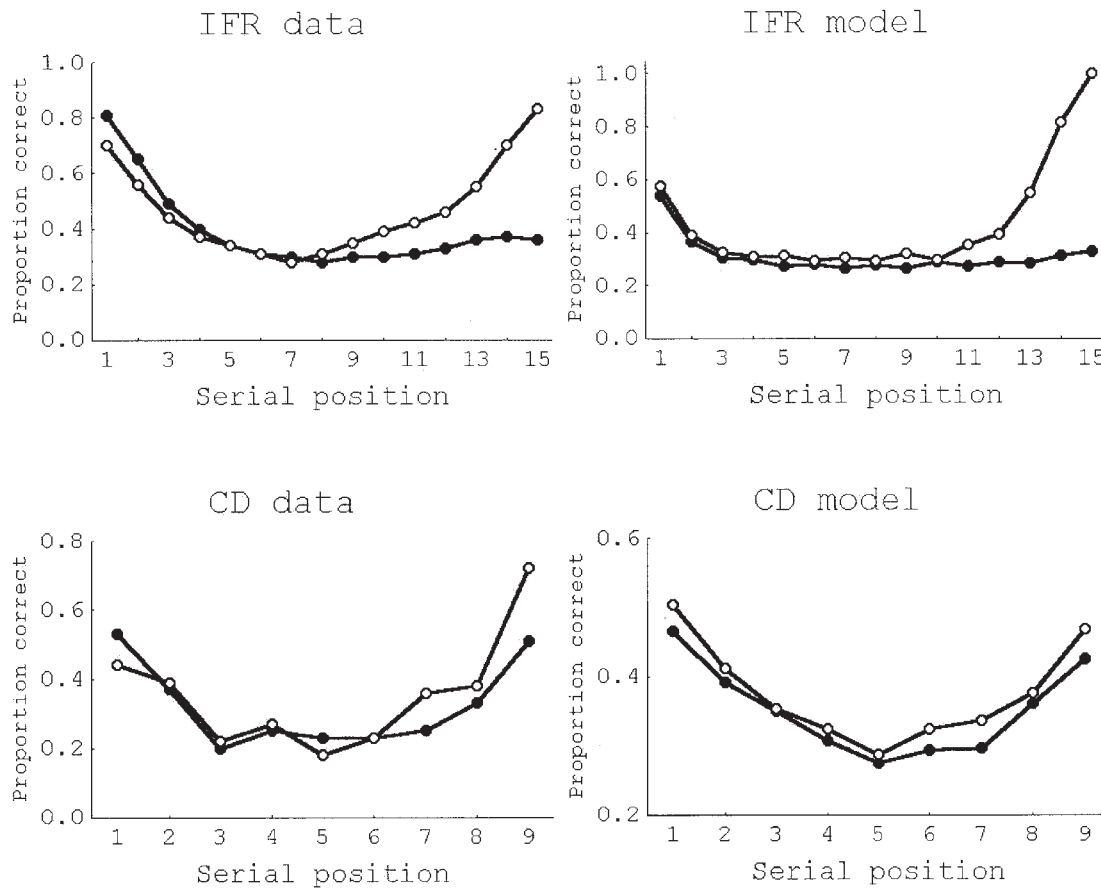 IFR data
Proportion correct
1.0
0.8
0.6
0.4
0.2
0.0
1 3 5 7 9 11 13 15
Serial position
IFR model
Proportion correct
1.0
0.8
0.6
0.4
0.2
0.0
1 3 5 7 9 11 13 15
Serial position
CD data
Proportion correct
0.8
0.6
0.4
0.2
0.0
1 2 3 4 5 6 7 8 9
Serial position
CD model
Proportion correct
0.6
0.4
0.2
1 2 3 4 5 6 7 8 9
Serial position